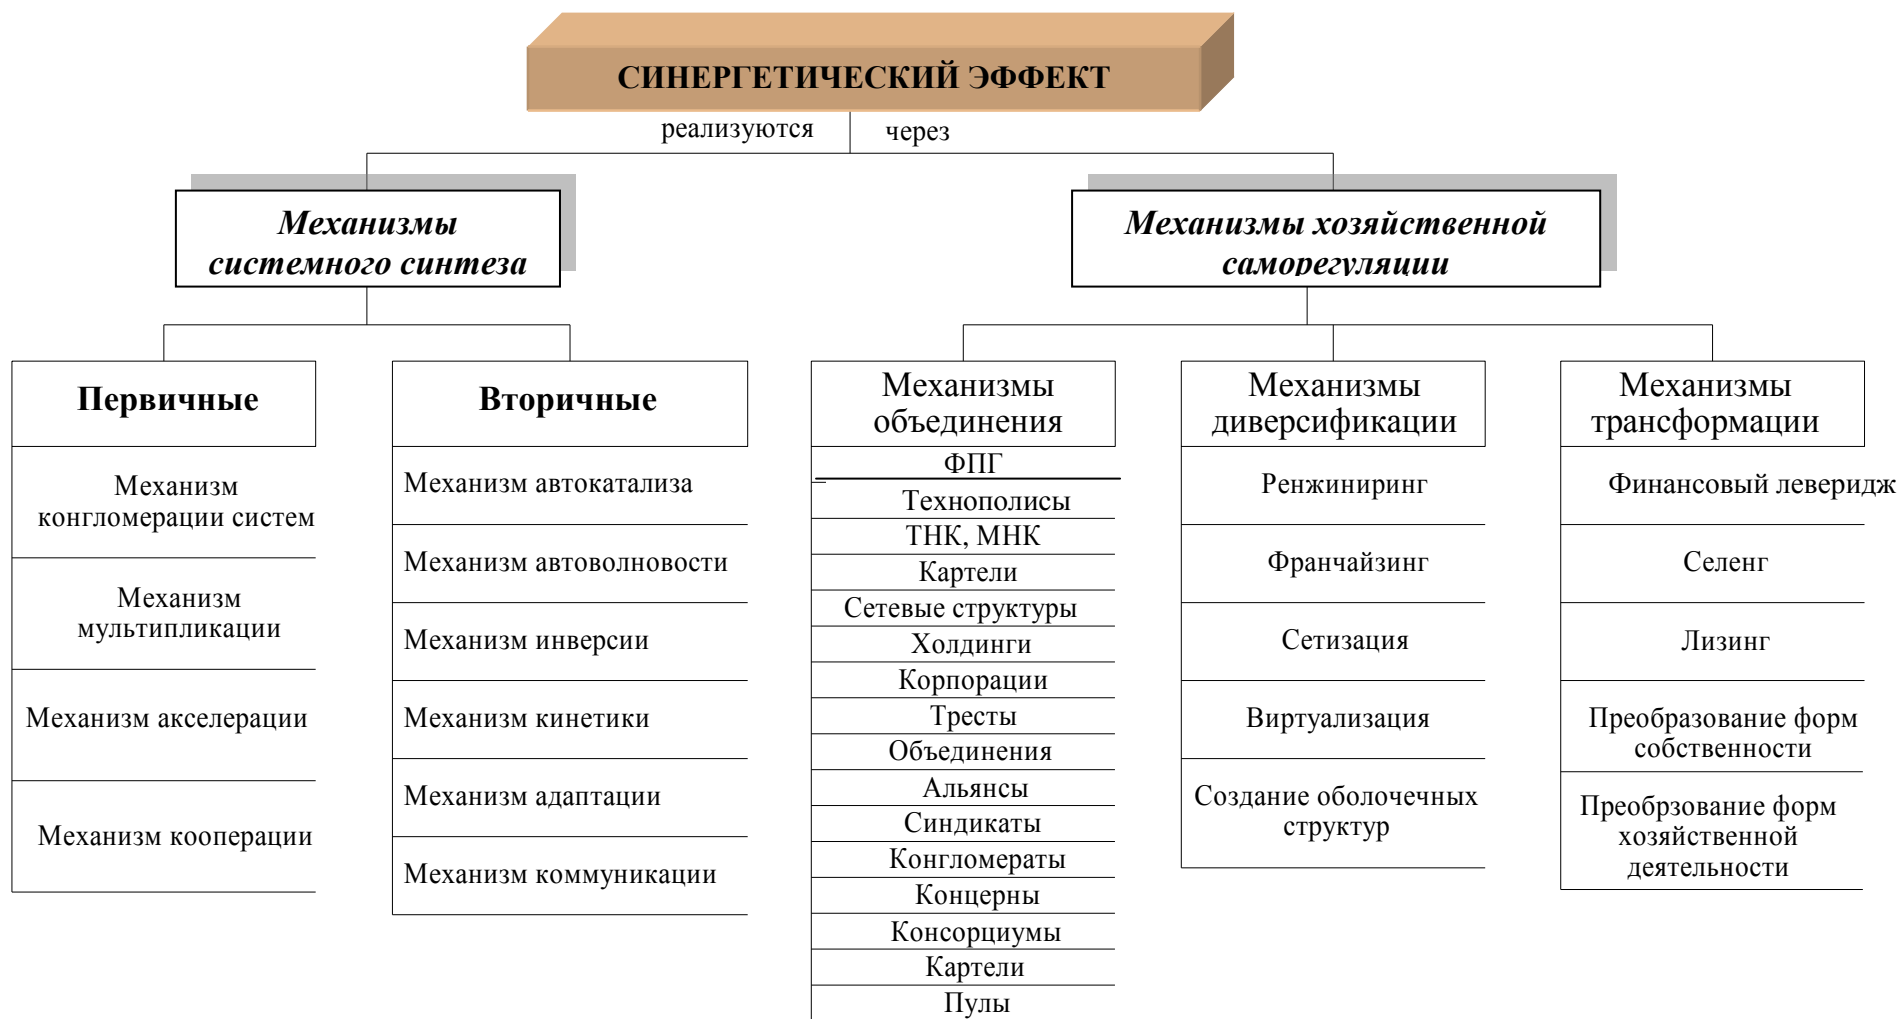 СИНЕРГЕТИЧЕСКИЙ ЭФФЕКТ
реализуются через
Механизмы
системного синтеза
Механизмы хозяйственной
саморегуляции
Первичные
Механизм
конгломерации систем
Механизм
мультипликации
Механизм акселерации
Механизм кооперации
Вторичные
Механизм автокатализа
Механизм автоволновости
Механизм инверсии
Механизм кинетики
Механизм адаптации
Механизм коммуникации
Механизмы
объединения
ФПГ
Технополисы
ТНК, МНК
Картели
Сетевые структуры
Холдинги
Корпорации
Тресты
Объединения
Альянсы
Синдикаты
Конгломераты
Концерны
Консорциумы
Картели
Пулы
Механизмы
диверсификации
Ренжиниринг
Франчайзинг
Сетизация
Виртуализация
Создание оболочечных
структур
Механизмы
трансформации
Финансовый леверидж
Селенг
Лизинг
Преобразование форм
собственности
Преобрзование форм
хозяйственной
деятельности